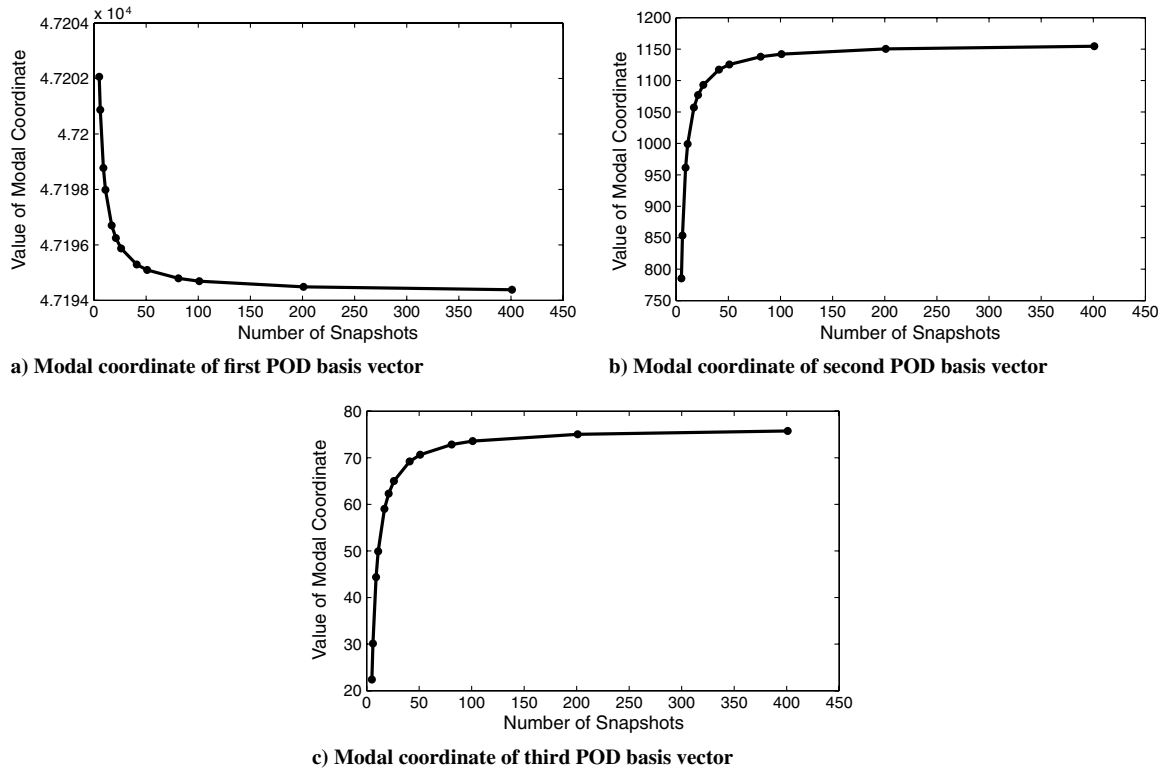 x 10⁴
4.7204
4.7202
4.72
4.7198
4.7196
4.7194
Value of Modal Coordinate
0 50 100 150 200 250 300 350 400 450
Number of Snapshots
a) Modal coordinate of first POD basis vector
1200
1150
1100
1050
1000
950
900
850
800
750
Value of Modal Coordinate
0 50 100 150 200 250 300 350 400 450
Number of Snapshots
b) Modal coordinate of second POD basis vector
80
70
60
50
40
30
20
Value of Modal Coordinate
0 50 100 150 200 250 300 350 400 450
Number of Snapshots
c) Modal coordinate of third POD basis vector